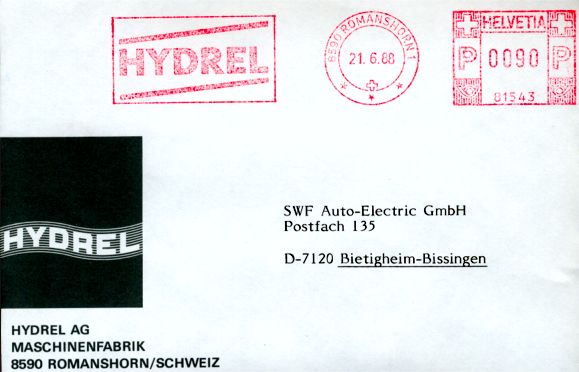 HYDREL
8590 ROMANSHORN 1
21.6.88
HELVETIA
P 0090 P
81543
HYDREL
SWF Auto-Electric GmbH
Postfach 135
D-7120 Bietigheim-Bissingen
HYDREL AG
MASCHINENFABRIK
8590 ROMANSHORN/SCHWEIZ